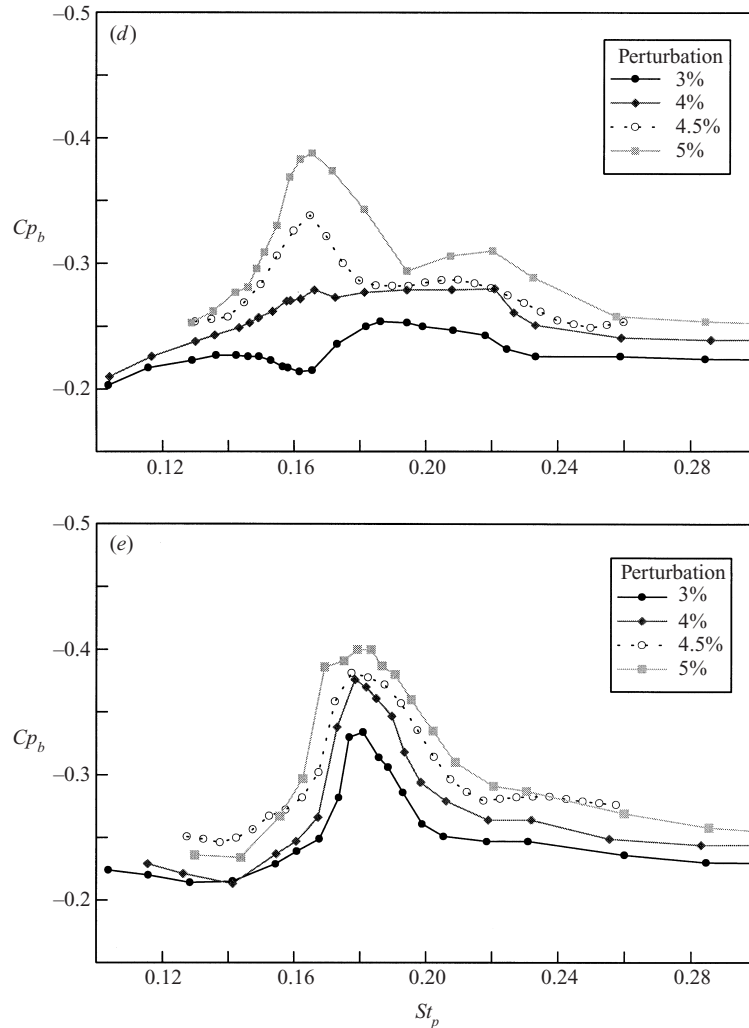 –0.5
(d)
Perturbation
3%
4%
4.5%
5%
–0.4
Cp_b
–0.3
–0.2
0.12 0.16 0.20 0.24 0.28
–0.5
(e)
Perturbation
3%
4%
4.5%
5%
–0.4
Cp_b
–0.3
–0.2
0.12 0.16 0.20 0.24 0.28
St_p